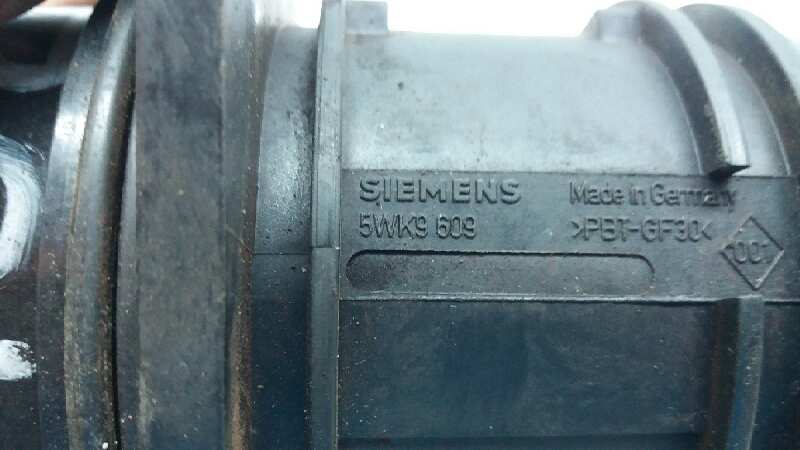 SIEMENS Made in Germany
5WK9 609 >PBT-GF30<
001